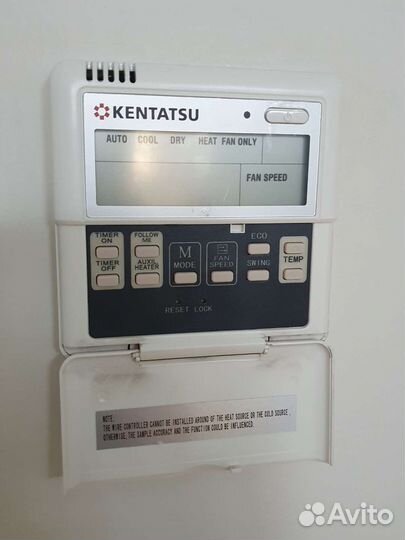 KENTATSU
AUTO COOL DRY HEAT FAN ONLY
FAN SPEED
TIMER ON
FOLLOW ME
TIMER OFF
AUXIL HEATER
M
MODE
FAN SPEED
ECO
SWING
TEMP
RESET LOCK
NOTE:
THE WIRE CONTROLLER CANNOT BE INSTALLED AROUND OF THE HEAT SOURCE OR THE COLD SOURCE,
OTHERWISE, THE SAMPLE ACCURACY AND THE FUNCTION COULD BE INFLUENCED.
Avito